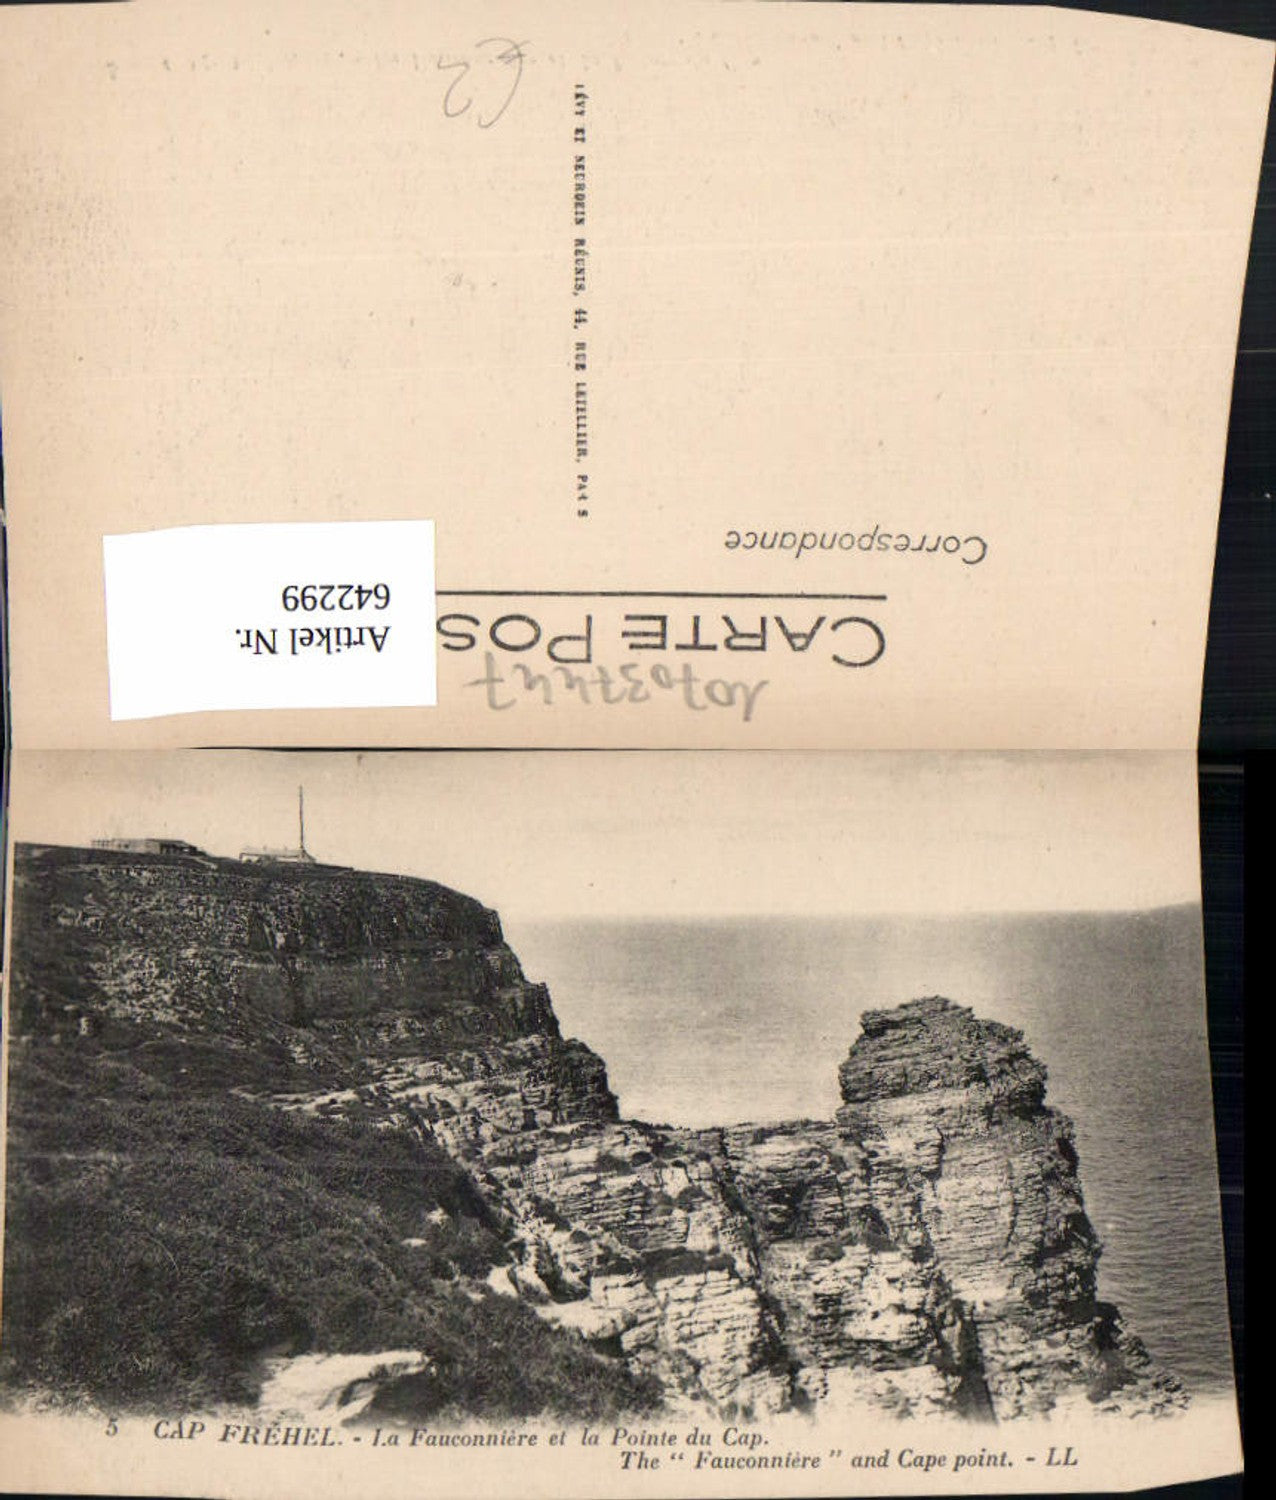 €2
LÉVY ET NEURDEIN RÉUNIS, 44, RUE LETELLIER, PARIS
Correspondance
CARTE POS
Artikel Nr.
642299
5 CAP FRÉHEL. - La Fauconnière et la Pointe du Cap.
The “ Fauconnière ” and Cape point. - LL